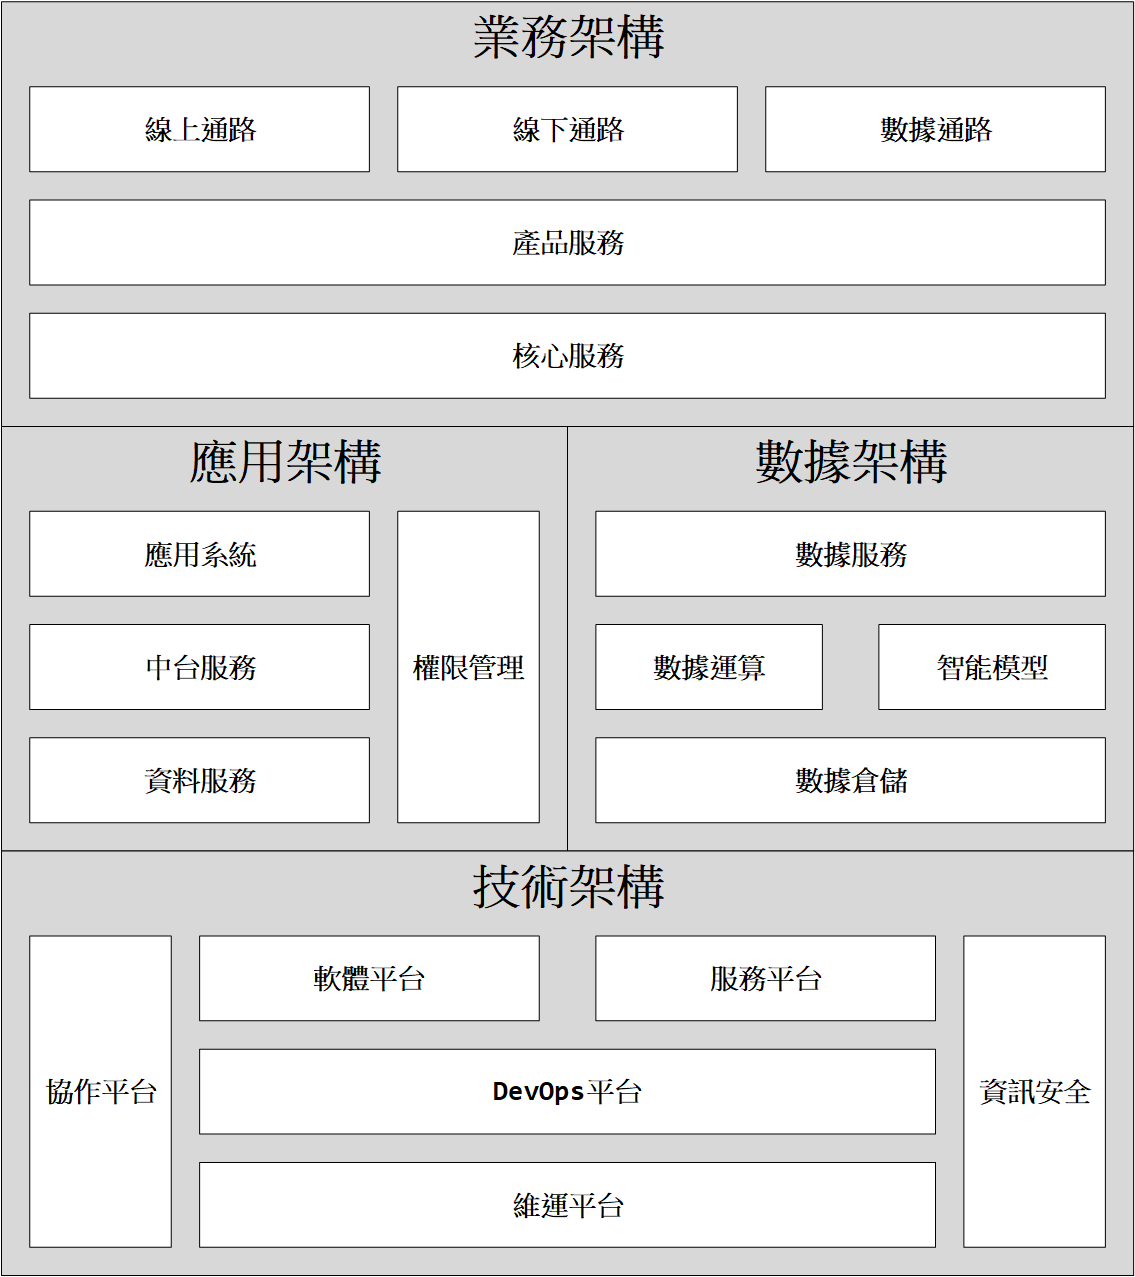 業務架構
線上通路
線下通路
數據通路
產品服務
核心服務
應用架構
應用系統
中台服務
資料服務
權限管理
數據架構
數據服務
數據運算
智能模型
數據倉儲
技術架構
協作平台
軟體平台
服務平台
DevOps平台
維運平台
資訊安全